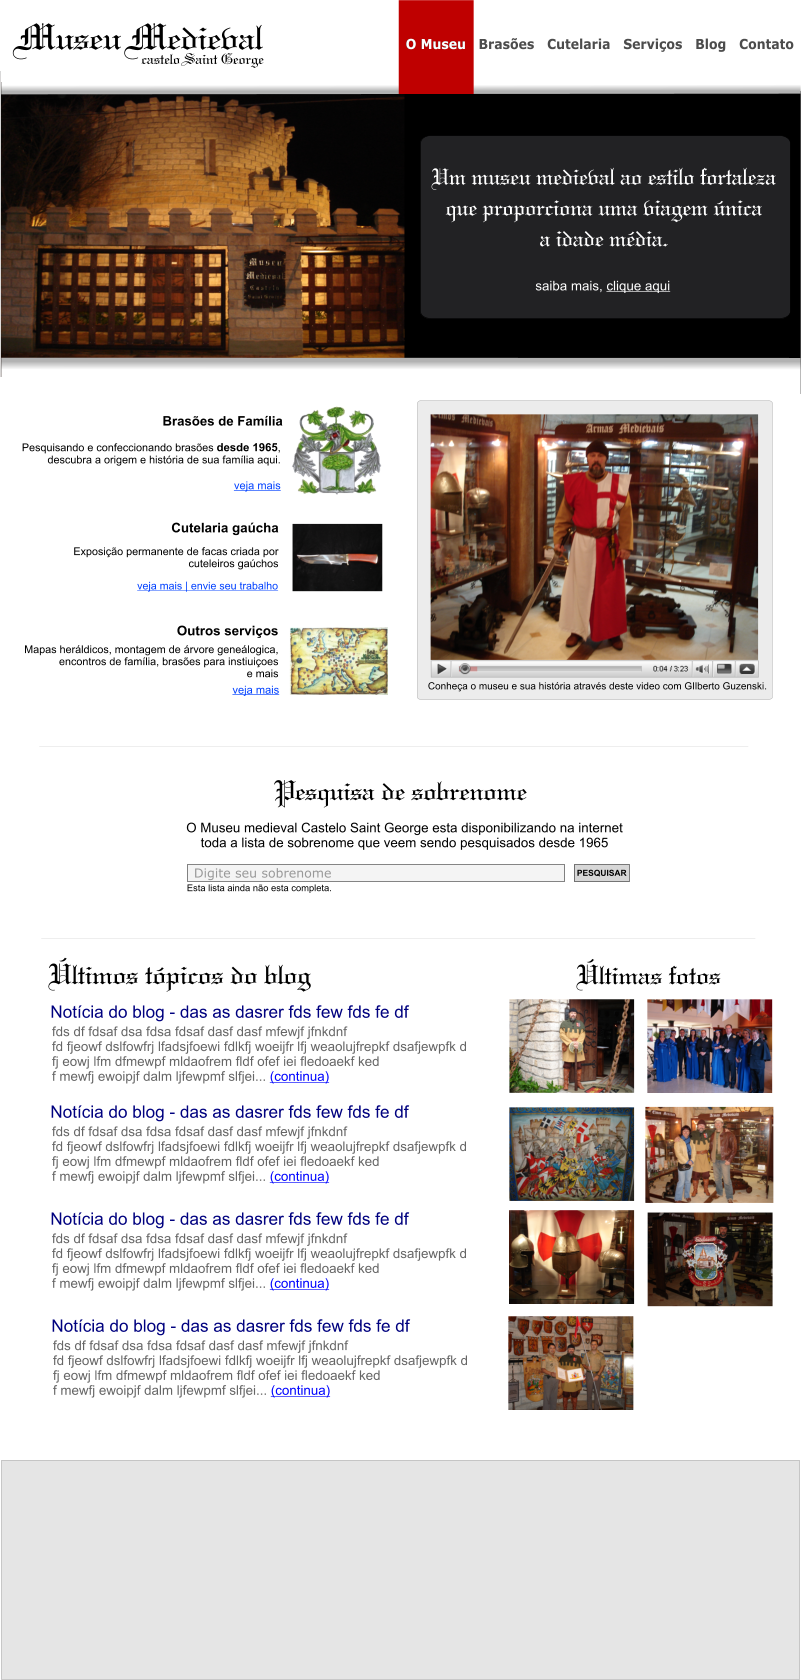 Museu Medieval
castelo Saint George
O Museu Brasões Cutelaria Serviços Blog Contato
Museu
Medieval
Castelo
Saint George
Um museu medieval ao estilo fortaleza
que proporciona uma viagem única
a idade média.
saiba mais, clique aqui
Brasões de Família
Pesquisando e confeccionando brasões desde 1965,
descubra a origem e história de sua família aqui.
veja mais
Cutelaria gaúcha
Exposição permanente de facas criada por
cuteleiros gaúchos
veja mais | envie seu trabalho
Outros serviços
Mapas heráldicos, montagem de árvore geneálogica,
encontros de família, brasões para instiuiçoes
e mais
veja mais
Armas Medievais
0:04 / 3:23
Conheça o museu e sua história através deste video com GIlberto Guzenski.
Pesquisa de sobrenome
O Museu medieval Castelo Saint George esta disponibilizando na internet
toda a lista de sobrenome que veem sendo pesquisados desde 1965
Digite seu sobrenome
PESQUISAR
Esta lista ainda não esta completa.
Últimos tópicos do blog
Notícia do blog - das as dasrer fds few fds fe df
fds df fdsaf dsa fdsa fdsaf dasf dasf mfewjf jfnkdnf
fd fjeowf dslfowfrj lfadsjfoewi fdlkfj woeijfr lfj weaolujfrepkf dsafjewpfk d
fj eowj lfm dfmewpf mldaofrem fldf ofef iei fledoaekf ked
f mewfj ewoipjf dalm ljfewpmf slfjei... (continua)
Notícia do blog - das as dasrer fds few fds fe df
fds df fdsaf dsa fdsa fdsaf dasf dasf mfewjf jfnkdnf
fd fjeowf dslfowfrj lfadsjfoewi fdlkfj woeijfr lfj weaolujfrepkf dsafjewpfk d
fj eowj lfm dfmewpf mldaofrem fldf ofef iei fledoaekf ked
f mewfj ewoipjf dalm ljfewpmf slfjei... (continua)
Notícia do blog - das as dasrer fds few fds fe df
fds df fdsaf dsa fdsa fdsaf dasf dasf mfewjf jfnkdnf
fd fjeowf dslfowfrj lfadsjfoewi fdlkfj woeijfr lfj weaolujfrepkf dsafjewpfk d
fj eowj lfm dfmewpf mldaofrem fldf ofef iei fledoaekf ked
f mewfj ewoipjf dalm ljfewpmf slfjei... (continua)
Notícia do blog - das as dasrer fds few fds fe df
fds df fdsaf dsa fdsa fdsaf dasf dasf mfewjf jfnkdnf
fd fjeowf dslfowfrj lfadsjfoewi fdlkfj woeijfr lfj weaolujfrepkf dsafjewpfk d
fj eowj lfm dfmewpf mldaofrem fldf ofef iei fledoaekf ked
f mewfj ewoipjf dalm ljfewpmf slfjei... (continua)
Últimas fotos